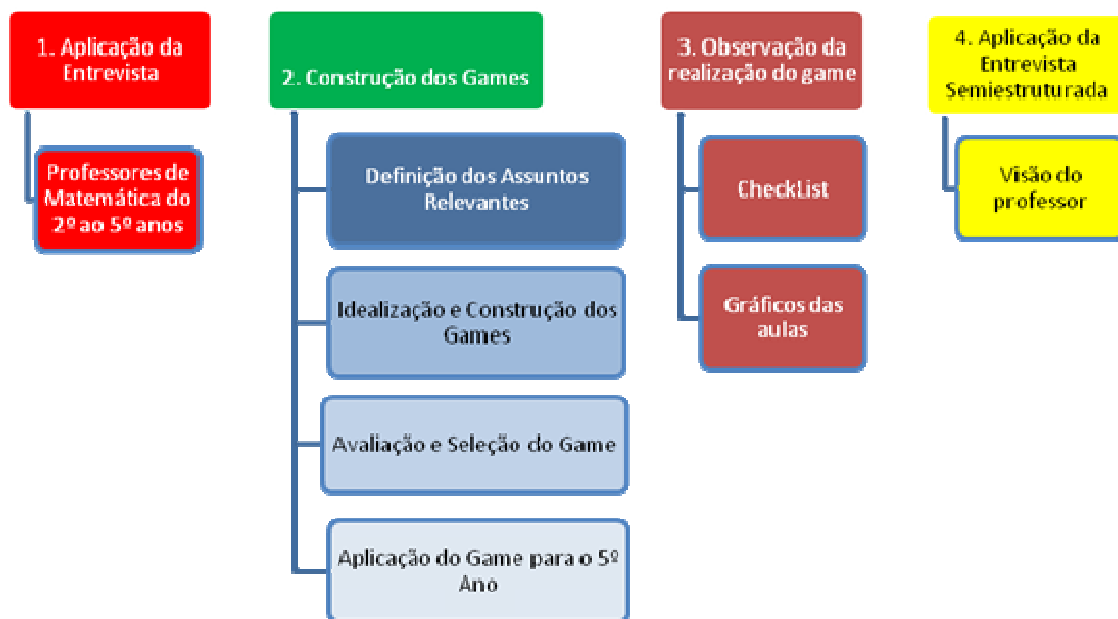 1. Aplicação da
Entrevista
Professores de
Matemática do
2º ao 5º anos
2. Construção dos Games
Definição dos Assuntos
Relevantes
Idealização e Construção dos
Games
Avaliação e Seleção do Game
Aplicação do Game para o 5º
Ano
3. Observação da
realização do game
CheckList
Gráficos das
aulas
4. Aplicação da
Entrevista
Semiestruturada
Visão do
professor